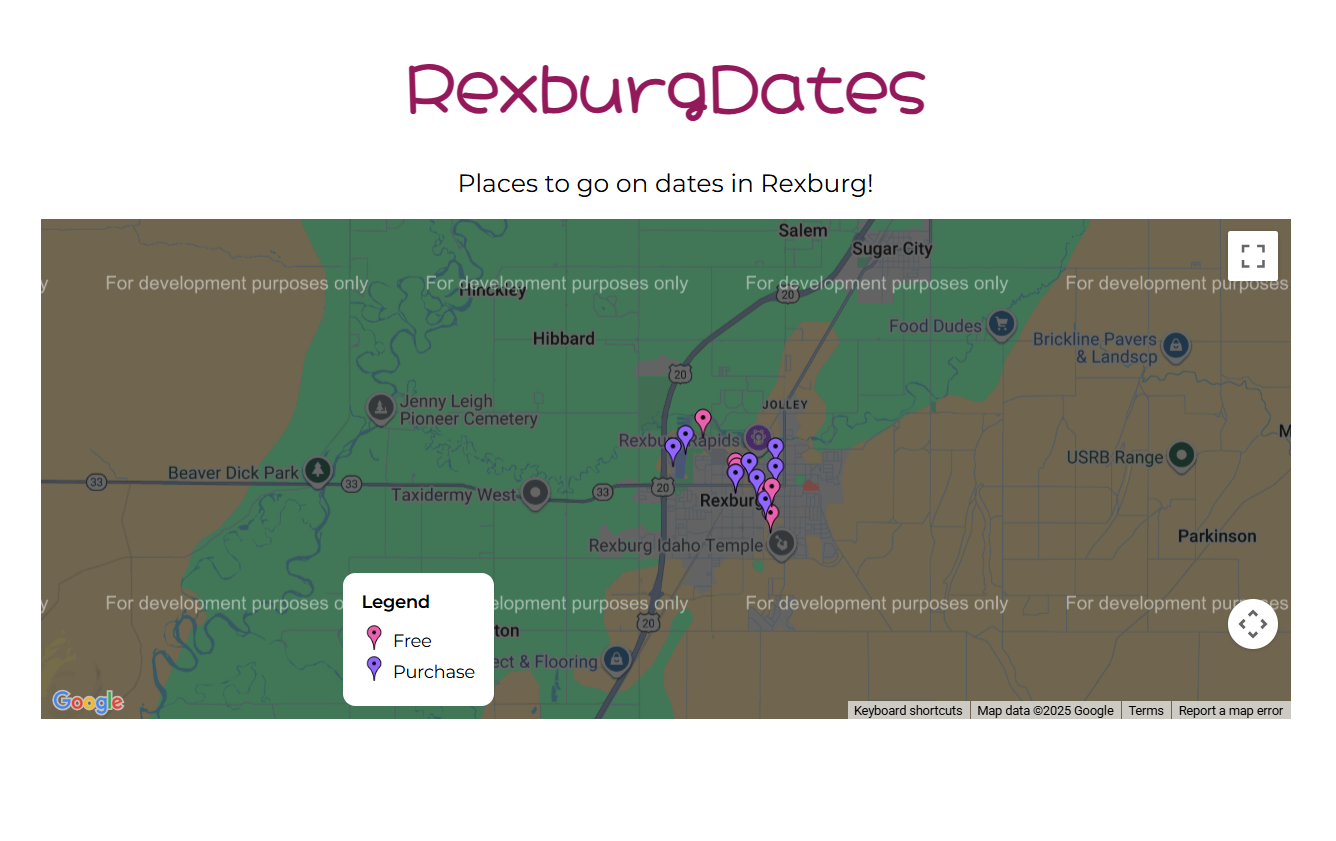 RexburgDates
Places to go on dates in Rexburg!
Salem
Sugar City
For development purposes only
For development purposes only
For development purposes only
For development purposes
Hinckley
20
Food Dudes
Hibbard
Brickline Pavers
& Landscp
20
Jenny Leigh
Pioneer Cemetery
JOLLEY
Rexburg Rapids
USRB Range
Beaver Dick Park
33
33
Taxidermy West
33
20
Rexburg
Parkinson
Rexburg Idaho Temple
For development purposes
development purposes only
For development purposes only
For development purposes
Legend
Free
Purchase
20
ton
ect & Flooring
Google
Keyboard shortcuts
Map data ©2025 Google
Terms
Report a map error